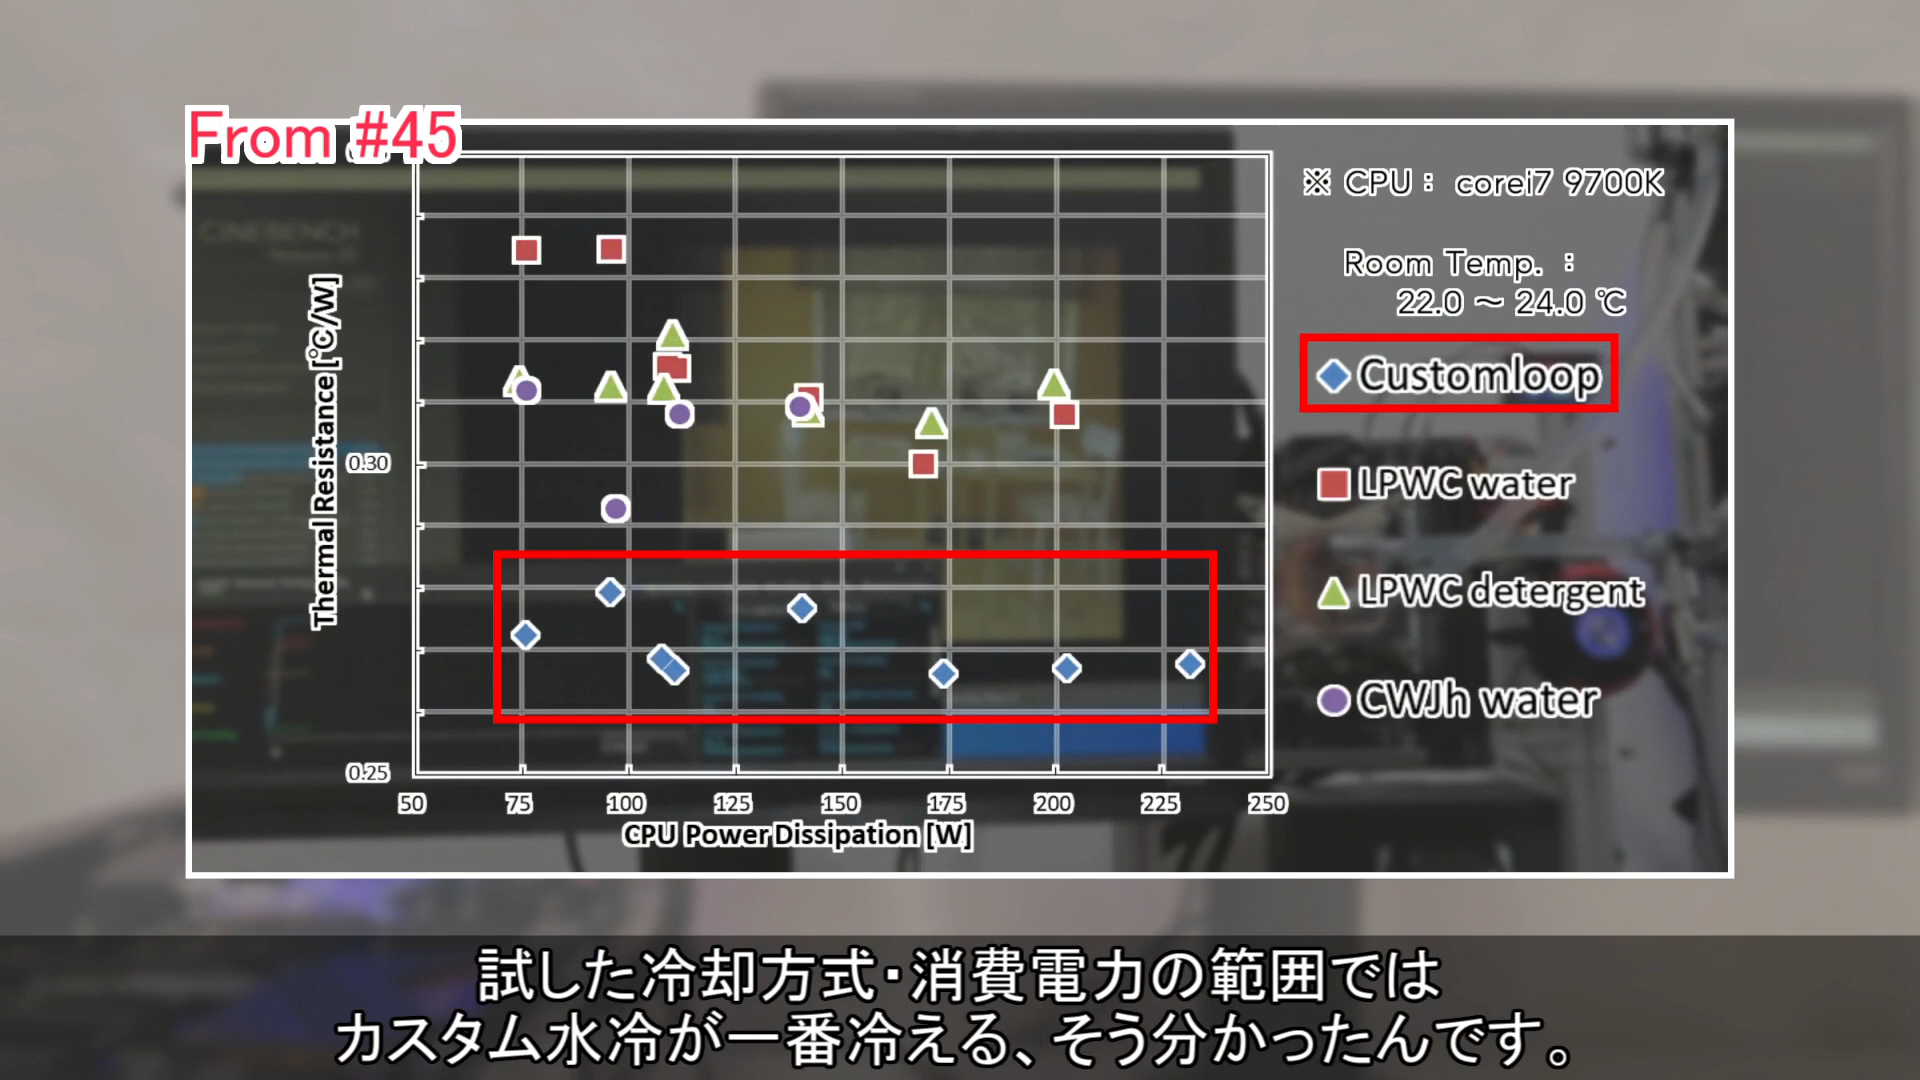 From #45
※ CPU： corei7 9700K
Room Temp. ：
22.0 ～ 24.0 ℃
Customloop
LPWC water
LPWC detergent
CWJh water
Thermal Resistance [℃/W]
0.30
0.25
50 75 100 125 150 175 200 225 250
CPU Power Dissipation [W]
CINEBENCH
試した冷却方式・消費電力の範囲では
カスタム水冷が一番冷える、そう分かったんです。